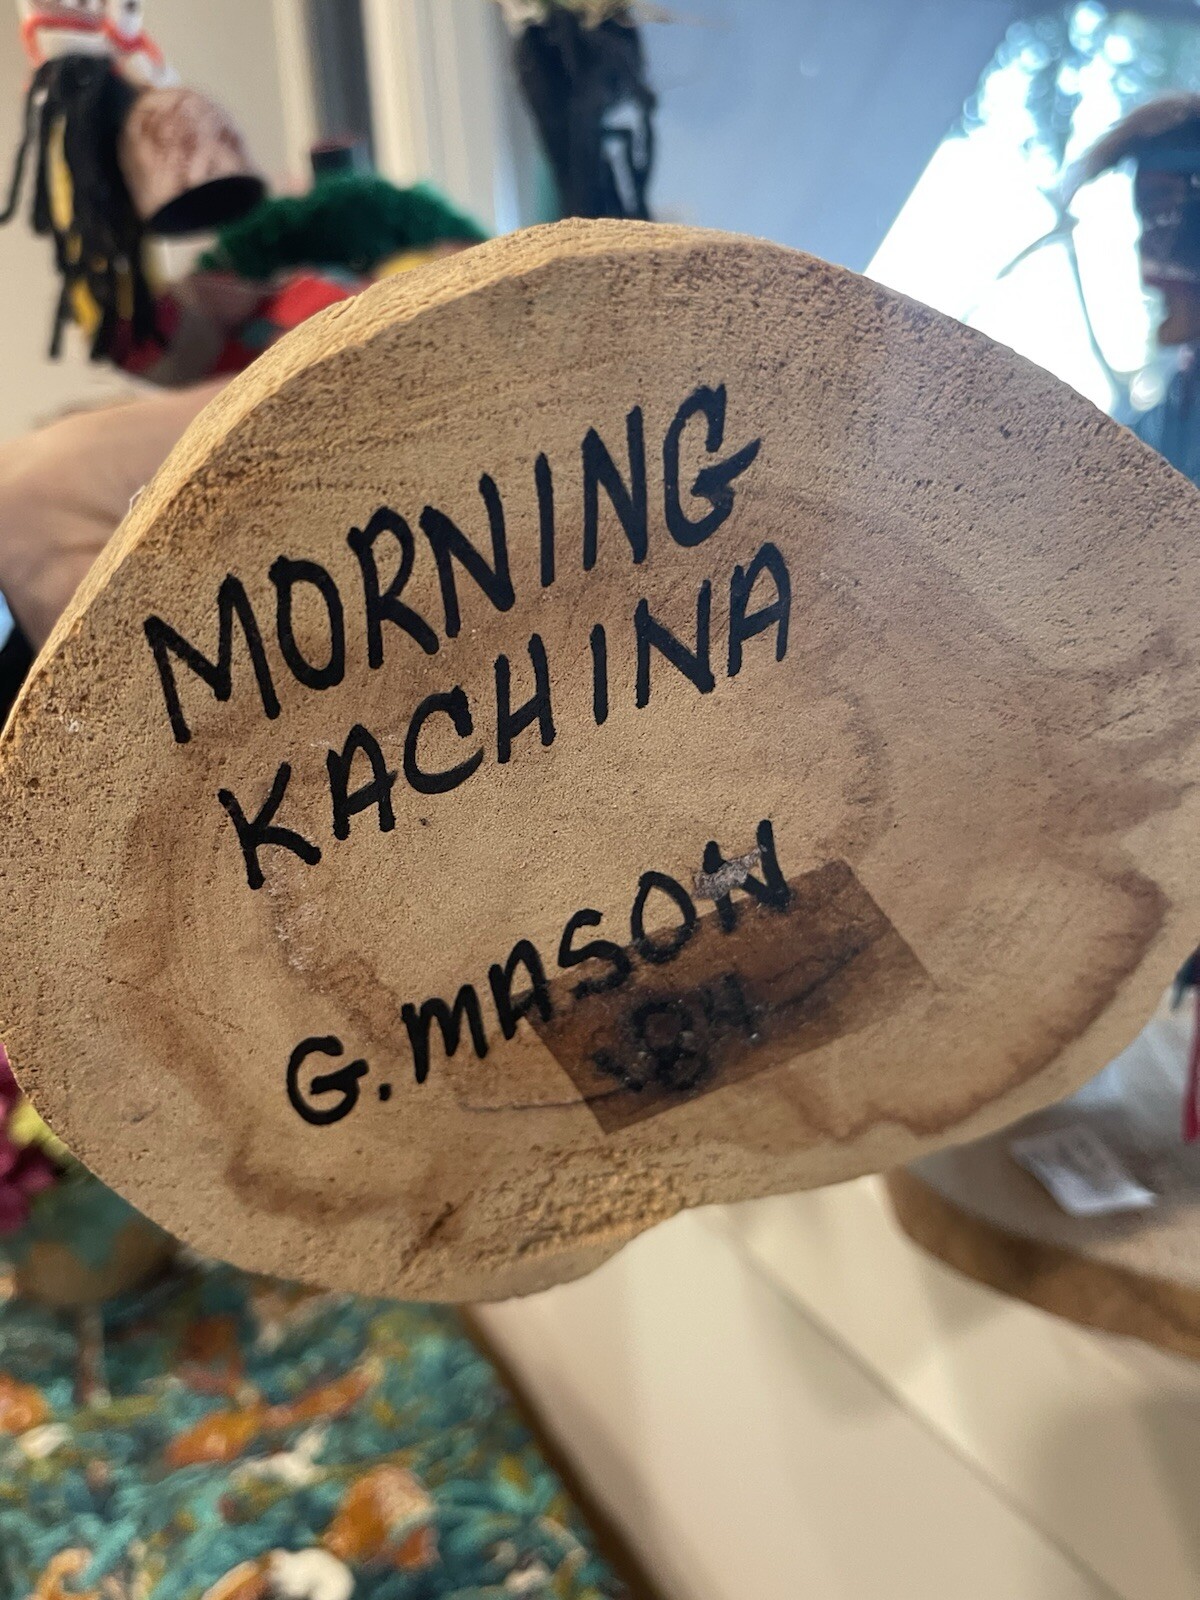 MORNING
KACHINA
G. MASON
'84